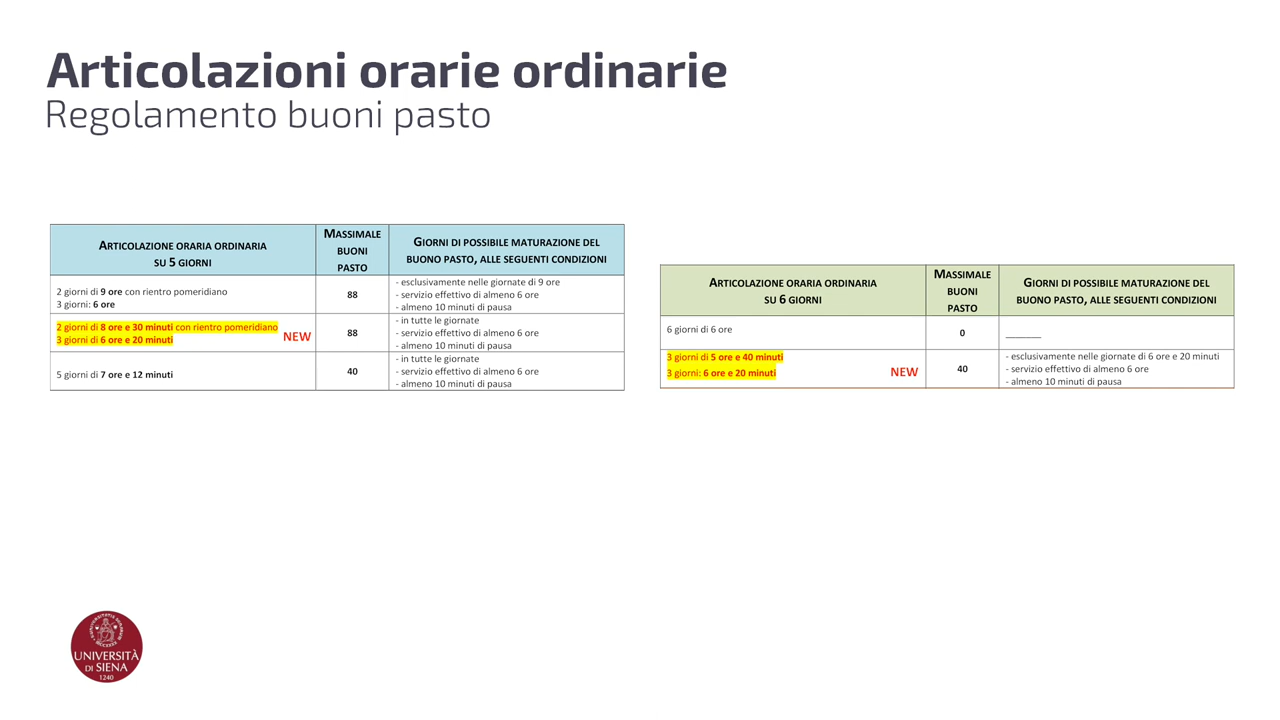 Articolazioni orarie ordinarie
Regolamento buoni pasto
ARTICOLAZIONE ORARIA ORDINARIA
SU 5 GIORNI
MASSIMALE
BUONI
PASTO
GIORNI DI POSSIBILE MATURAZIONE DEL
BUONO PASTO, ALLE SEGUENTI CONDIZIONI
2 giorni di 9 ore con rientro pomeridiano
3 giorni: 6 ore
88
- esclusivamente nelle giornate di 9 ore
- servizio effettivo di almeno 6 ore
- almeno 10 minuti di pausa
2 giorni di 8 ore e 30 minuti con rientro pomeridiano
3 giorni di 6 ore e 20 minuti
NEW
88
- in tutte le giornate
- servizio effettivo di almeno 6 ore
- almeno 10 minuti di pausa
5 giorni di 7 ore e 12 minuti
40
- in tutte le giornate
- servizio effettivo di almeno 6 ore
- almeno 10 minuti di pausa
ARTICOLAZIONE ORARIA ORDINARIA
SU 6 GIORNI
MASSIMALE
BUONI
PASTO
GIORNI DI POSSIBILE MATURAZIONE DEL
BUONO PASTO, ALLE SEGUENTI CONDIZIONI
6 giorni di 6 ore
0
_______
3 giorni di 5 ore e 40 minuti
3 giorni: 6 ore e 20 minuti
NEW
40
- esclusivamente nelle giornate di 6 ore e 20 minuti
- servizio effettivo di almeno 6 ore
- almeno 10 minuti di pausa
UNIVERSITÀ
DI SIENA
1240